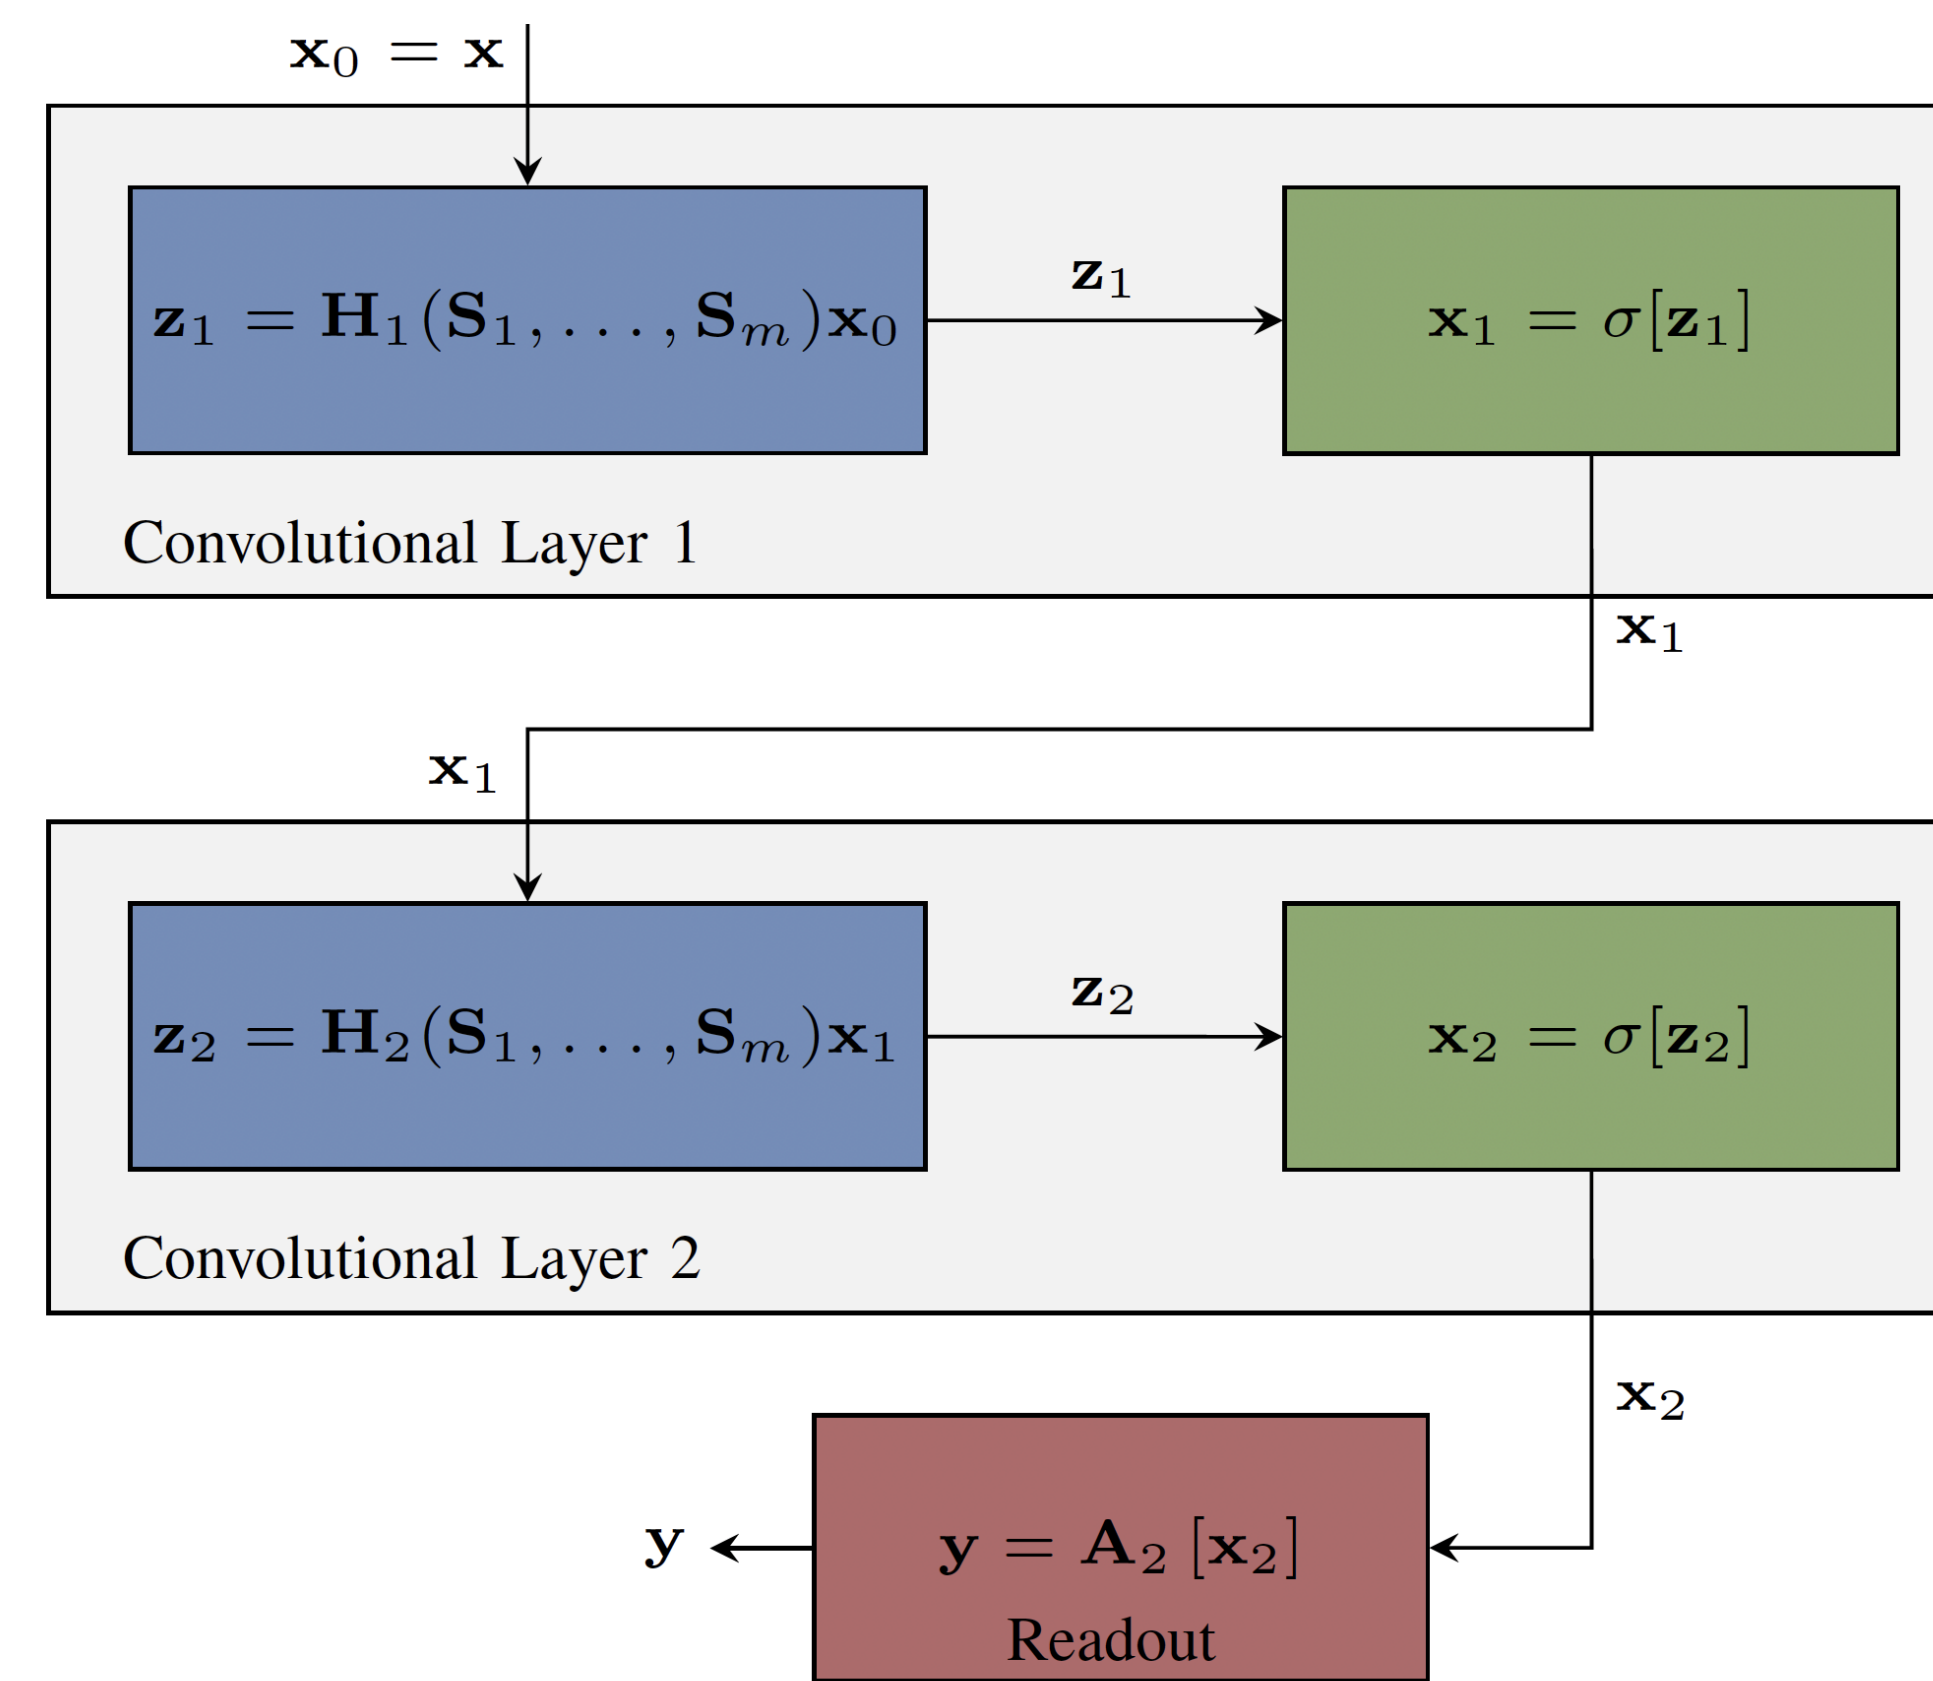 x₀ = x
z₁ = H₁(S₁, . . . , Sₘ)x₀
z₁
x₁ = σ[z₁]
Convolutional Layer 1
x₁
x₁
z₂ = H₂(S₁, . . . , Sₘ)x₁
z₂
x₂ = σ[z₂]
Convolutional Layer 2
x₂
y
y = A₂ [x₂]
Readout